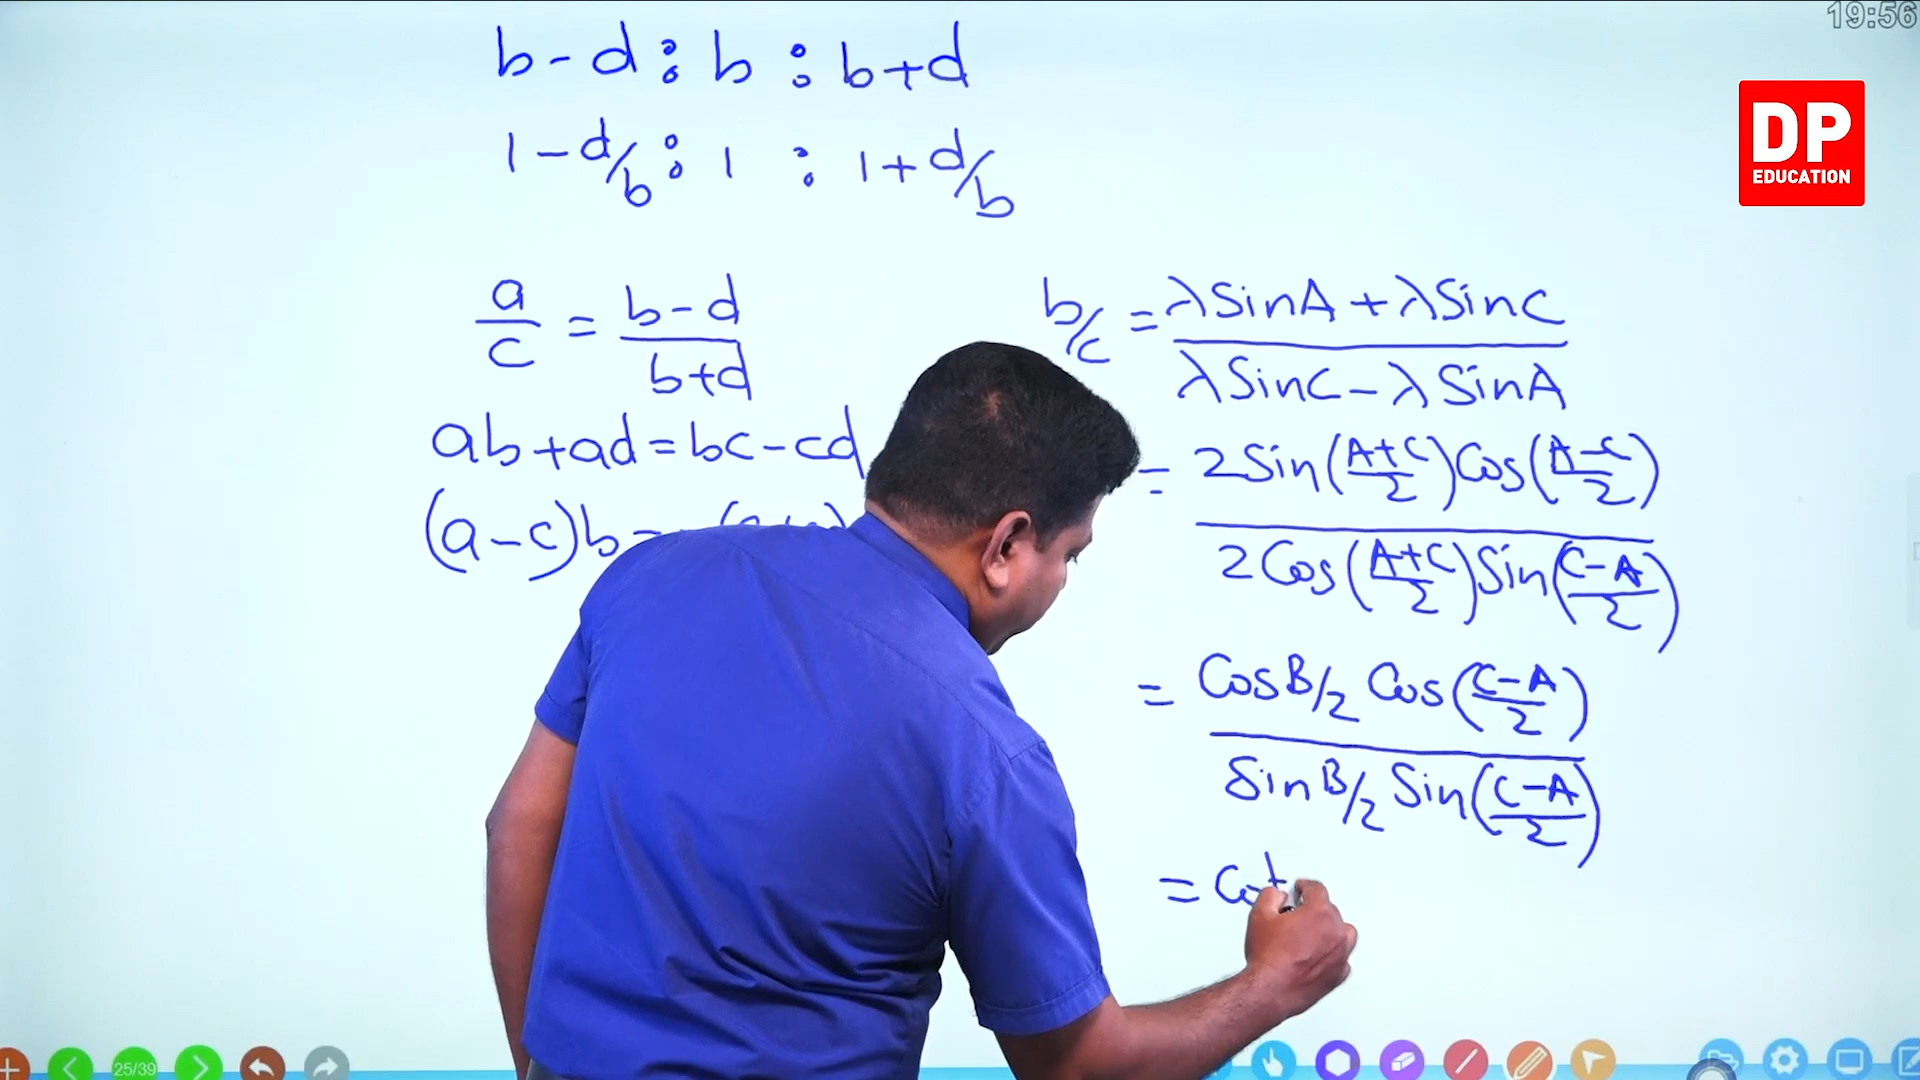 19:56
DP
EDUCATION
b - d : b : b + d
1 - d/b : 1 : 1 + d/b
a/c = (b - d)/(b + d)
ab + ad = bc - cd
(a - c)b = -(a +
b/c = (λSinA + λSinC)/(λSinC - λSinA)
= 2Sin((A+C)/2)Cos((A-C)/2) / 2Cos((A+C)/2)Sin((C-A)/2)
= CosB/2 Cos((C-A)/2) / SinB/2 Sin((C-A)/2)
= Cot
25/39